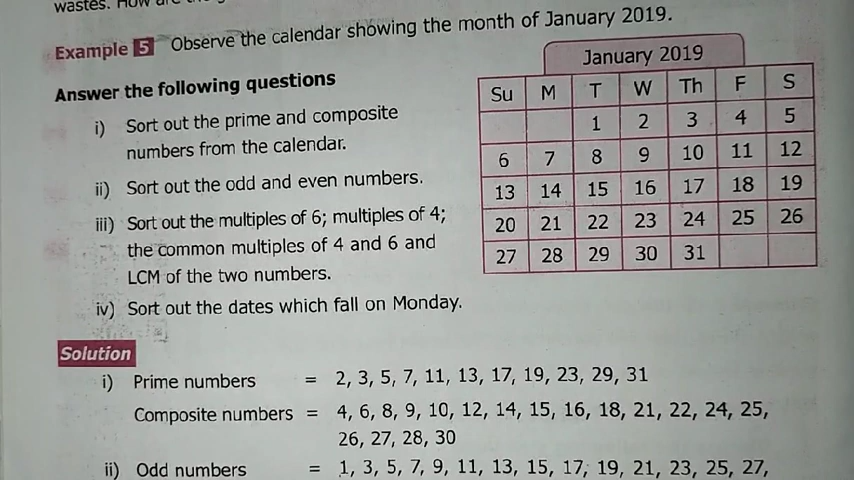 wastes. How are the
Example 5 Observe the calendar showing the month of January 2019.
Answer the following questions
i) Sort out the prime and composite
numbers from the calendar.
ii) Sort out the odd and even numbers.
iii) Sort out the multiples of 6; multiples of 4;
the common multiples of 4 and 6 and
LCM of the two numbers.
iv) Sort out the dates which fall on Monday.
January 2019
Su M T W Th F S
1 2 3 4 5
6 7 8 9 10 11 12
13 14 15 16 17 18 19
20 21 22 23 24 25 26
27 28 29 30 31
Solution
i) Prime numbers = 2, 3, 5, 7, 11, 13, 17, 19, 23, 29, 31
Composite numbers = 4, 6, 8, 9, 10, 12, 14, 15, 16, 18, 21, 22, 24, 25,
26, 27, 28, 30
ii) Odd numbers = 1, 3, 5, 7, 9, 11, 13, 15, 17, 19, 21, 23, 25, 27,